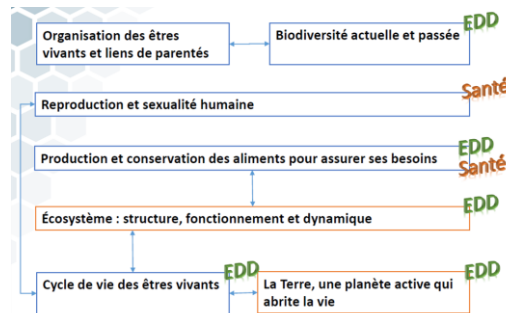 EDD
Organisation des êtres
vivants et liens de parentés
Biodiversité actuelle et passée
Santé
Reproduction et sexualité humaine
EDD
Production et conservation des aliments pour assurer ses besoins
Santé
EDD
Écosystème : structure, fonctionnement et dynamique
EDD
EDD
Cycle de vie des êtres vivants
La Terre, une planète active qui
abrite la vie